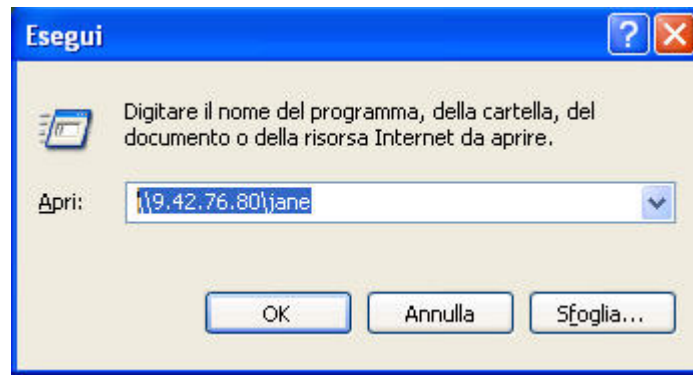 Esegui
Digitare il nome del programma, della cartella, del
documento o della risorsa Internet da aprire.
Apri: \\9.42.76.80\jane
OK Annulla Sfoglia...